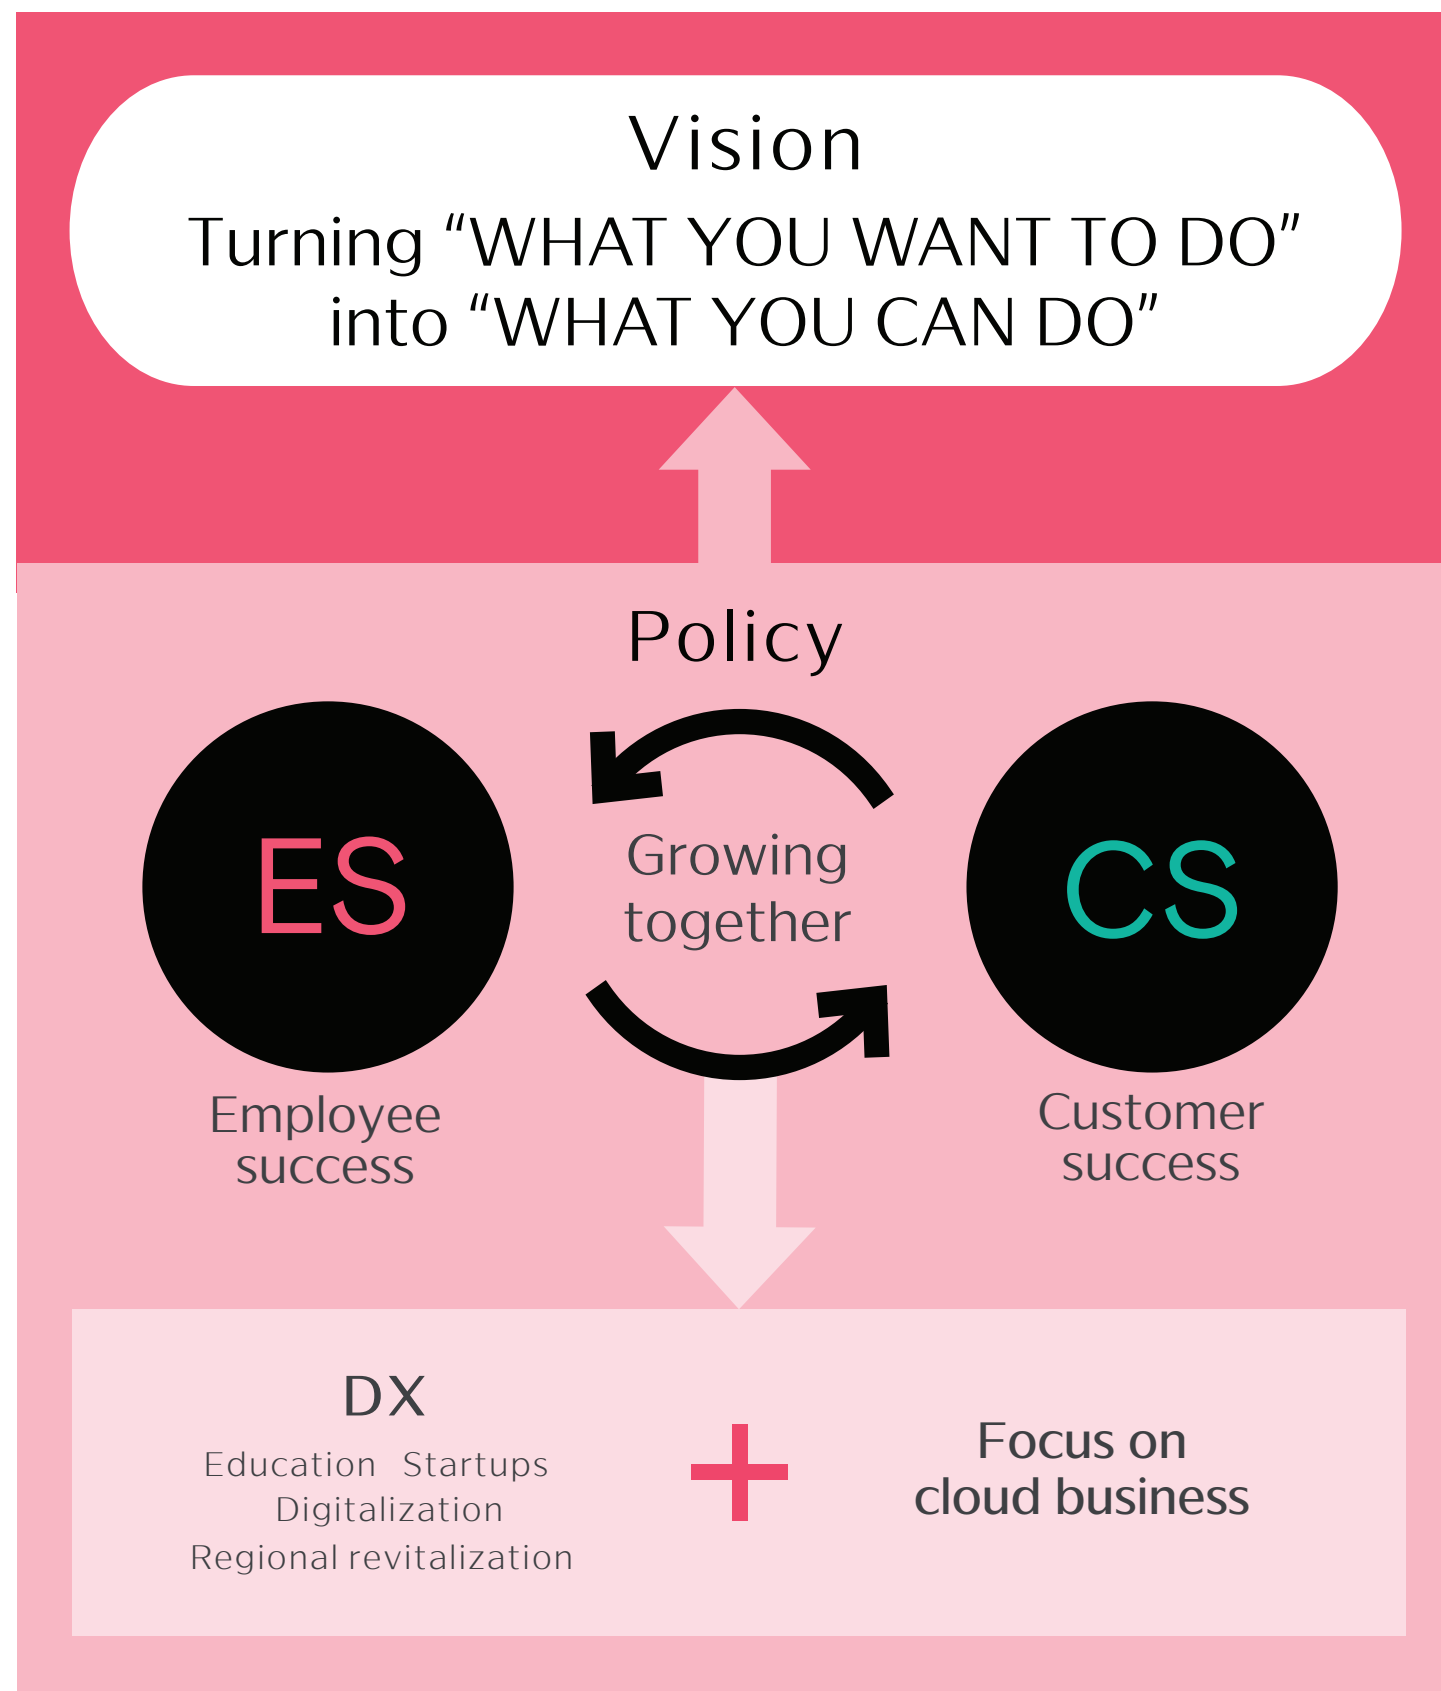 Vision
Turning “WHAT YOU WANT TO DO”
into “WHAT YOU CAN DO”
Policy
ES
Growing
together
CS
Employee
success
Customer
success
DX
Education Startups
Digitalization
Regional revitalization
Focus on
cloud business